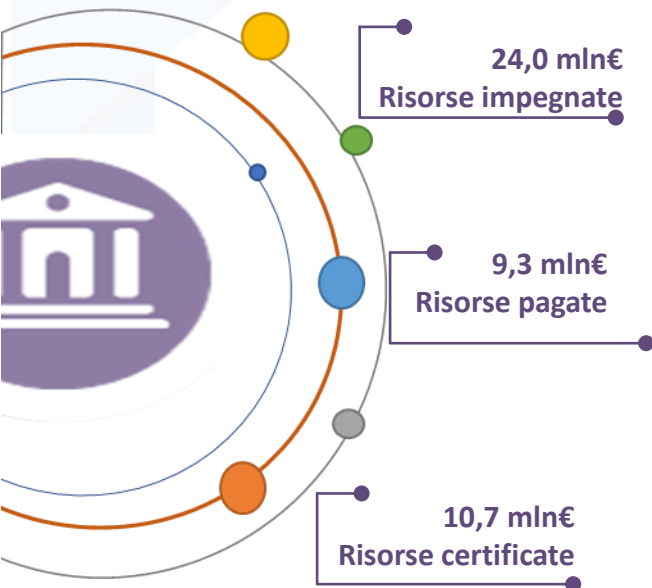 24,0 mln€
Risorse impegnate
9,3 mln€
Risorse pagate
10,7 mln€
Risorse certificate